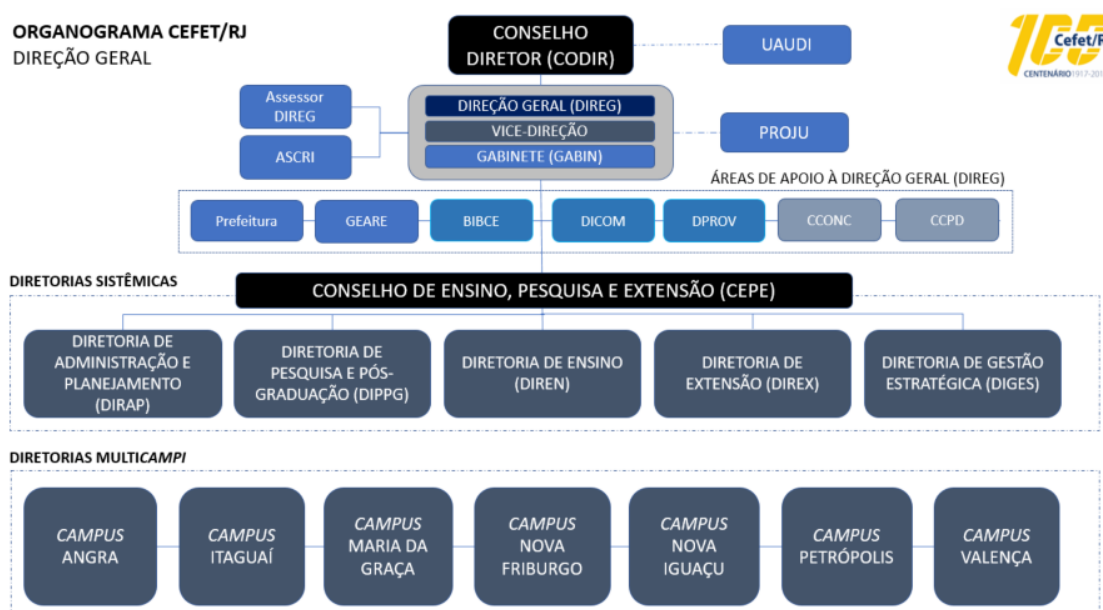 ORGANOGRAMA CEFET/RJ
DIREÇÃO GERAL
CONSELHO
DIRETOR (CODIR)
UAUDI
100
Cefet/R
CENTENÁRIO 1917-201
Assessor
DIREG
ASCRI
DIREÇÃO GERAL (DIREG)
VICE-DIREÇÃO
GABINETE (GABIN)
PROJU
ÁREAS DE APOIO À DIREÇÃO GERAL (DIREG)
Prefeitura
GEARE
BIBCE
DICOM
DPROV
CCONC
CCPD
DIRETORIAS SISTÊMICAS
CONSELHO DE ENSINO, PESQUISA E EXTENSÃO (CEPE)
DIRETORIA DE
ADMINISTRAÇÃO E
PLANEJAMENTO
(DIRAP)
DIRETORIA DE
PESQUISA E PÓS-
GRADUAÇÃO (DIPPG)
DIRETORIA DE ENSINO
(DIREN)
DIRETORIA DE
EXTENSÃO (DIREX)
DIRETORIA DE GESTÃO
ESTRATÉGICA (DIGES)
DIRETORIAS MULTICAMPI
CAMPUS
ANGRA
CAMPUS
ITAGUAÍ
CAMPUS
MARIA DA
GRAÇA
CAMPUS
NOVA
FRIBURGO
CAMPUS
NOVA
IGUAÇU
CAMPUS
PETRÓPOLIS
CAMPUS
VALENÇA